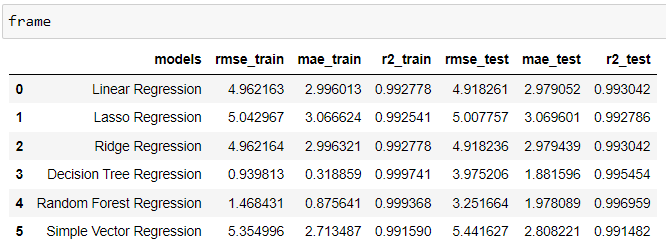 frame
models rmse_train mae_train r2_train rmse_test mae_test r2_test
0 Linear Regression 4.962163 2.996013 0.992778 4.918261 2.979052 0.993042
1 Lasso Regression 5.042967 3.066624 0.992541 5.007757 3.069601 0.992786
2 Ridge Regression 4.962164 2.996321 0.992778 4.918236 2.979439 0.993042
3 Decision Tree Regression 0.939813 0.318859 0.999741 3.975206 1.881596 0.995454
4 Random Forest Regression 1.468431 0.875641 0.999368 3.251664 1.978089 0.996959
5 Simple Vector Regression 5.354996 2.713487 0.991590 5.441627 2.808221 0.991482